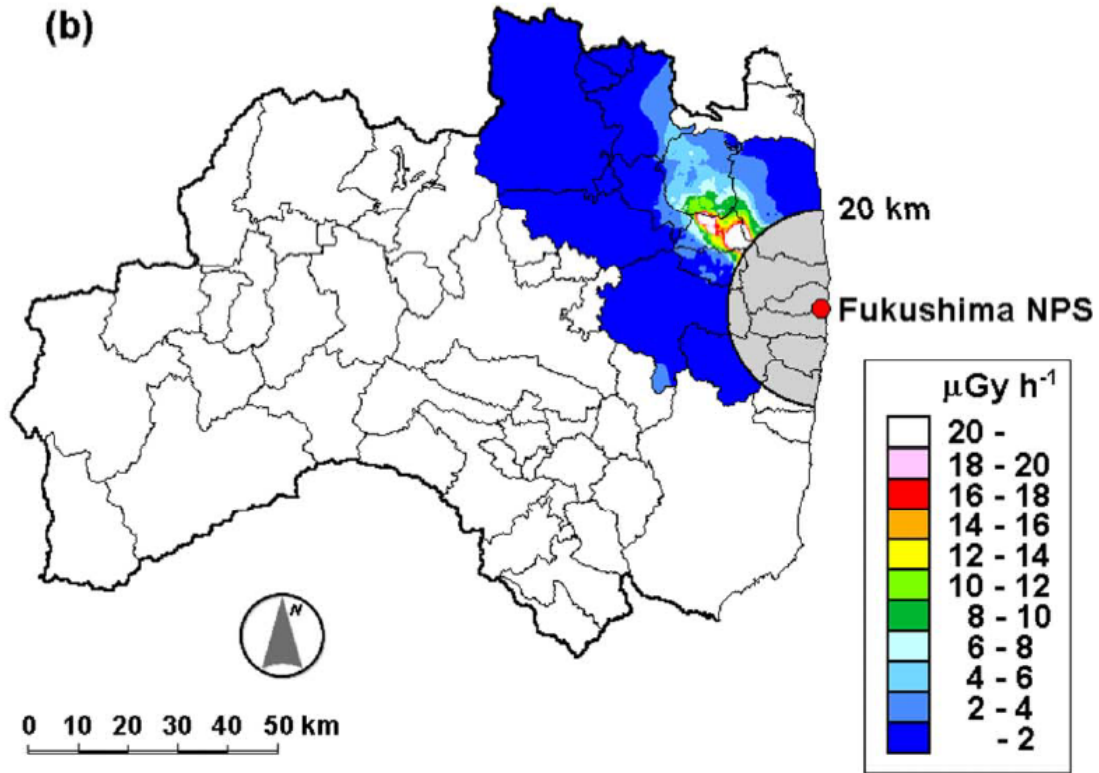 (b)
20 km
Fukushima NPS
μGy h⁻¹
20 -
18 - 20
16 - 18
14 - 16
12 - 14
10 - 12
8 - 10
6 - 8
4 - 6
2 - 4
- 2
N
0 10 20 30 40 50 km